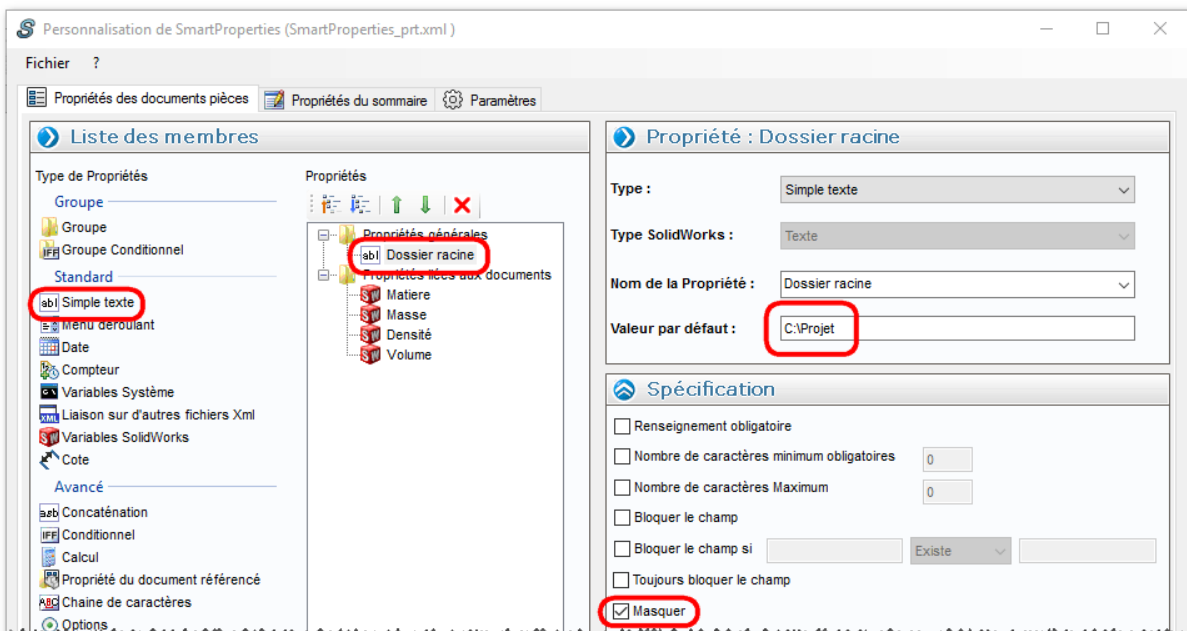 Personnalisation de SmartProperties (SmartProperties_prt.xml )
Fichier ?
Propriétés des documents pièces Propriétés du sommaire Paramètres
Liste des membres
Type de Propriétés
Groupe
Groupe
Groupe Conditionnel
Standard
Simple texte
Menu déroulant
Date
Compteur
Variables Système
Liaison sur d'autres fichiers Xml
Variables SolidWorks
Cote
Avancé
Concaténation
Conditionnel
Calcul
Propriété du document référencé
Chaine de caractères
Options
Propriétés
Propriétés générales
Dossier racine
Propriétés liées aux documents
Matiere
Masse
Densité
Volume
Propriété : Dossier racine
Type : Simple texte
Type SolidWorks : Texte
Nom de la Propriété : Dossier racine
Valeur par défaut : C:\Projet
Spécification
Renseignement obligatoire
Nombre de caractères minimum obligatoires 0
Nombre de caractères Maximum 0
Bloquer le champ
Bloquer le champ si Existe
Toujours bloquer le champ
Masquer